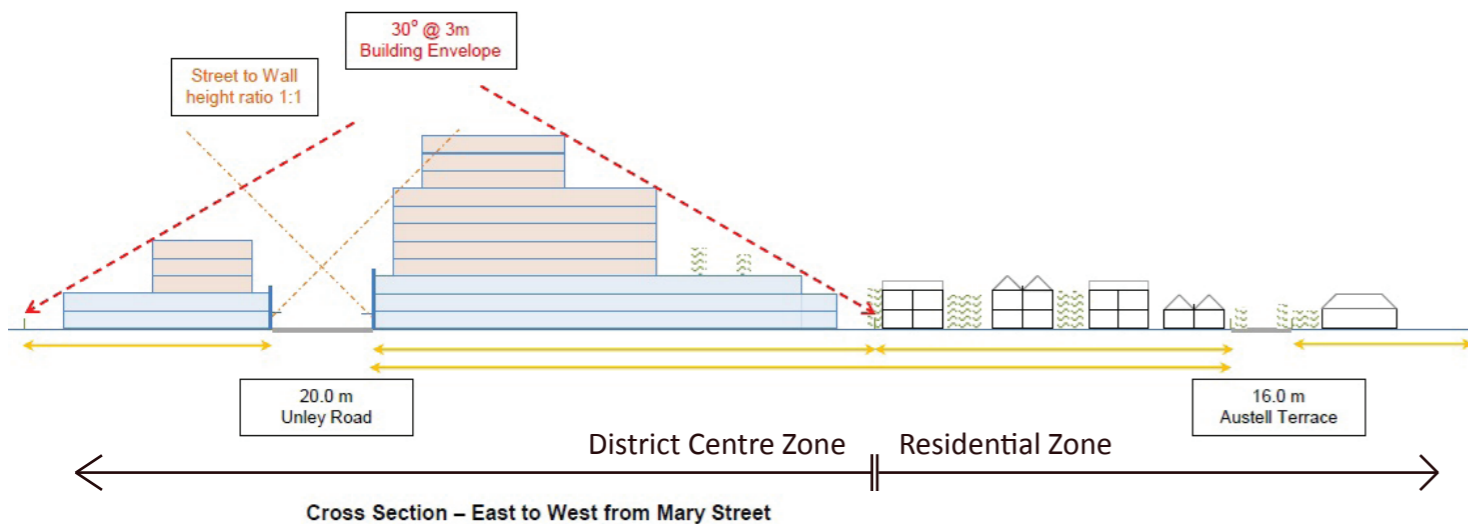 30° @ 3m
Building Envelope
Street to Wall
height ratio 1:1
20.0 m
Unley Road
16.0 m
Austell Terrace
District Centre Zone
Residential Zone
Cross Section – East to West from Mary Street